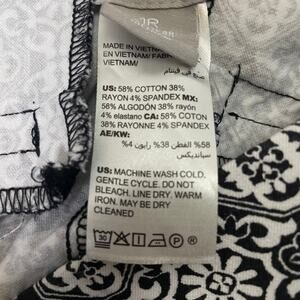 MADE IN VIETNAM
EN VIETNAM/ FAB
VIETNAM/
صنع في فيتنام
US: 58% COTTON 38%
RAYON 4% SPANDEX MX:
58% ALGODÓN 38% rayón
4% elastano CA: 58% COTTON
38% RAYONNE 4% SPANDEX
AE/KW:
58% القطن 38% رايون 4%
سباندكس
US: MACHINE WASH COLD.
GENTLE CYCLE. DO NOT
BLEACH. LINE DRY. WARM
IRON. MAY BE DRY
CLEANED
30
P